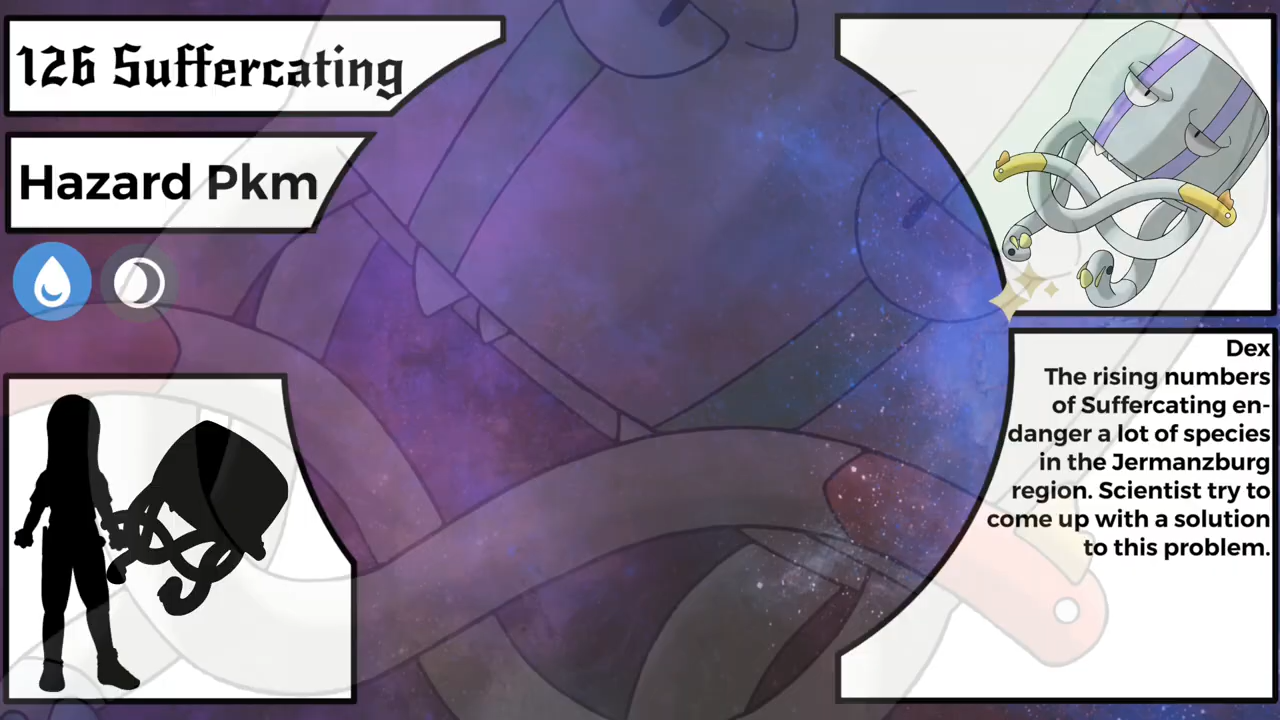 126 Suffercating
Hazard Pkm
Dex
The rising numbers
of Suffercating en-
danger a lot of species
in the Jermanzburg
region. Scientist try to
come up with a solution
to this problem.